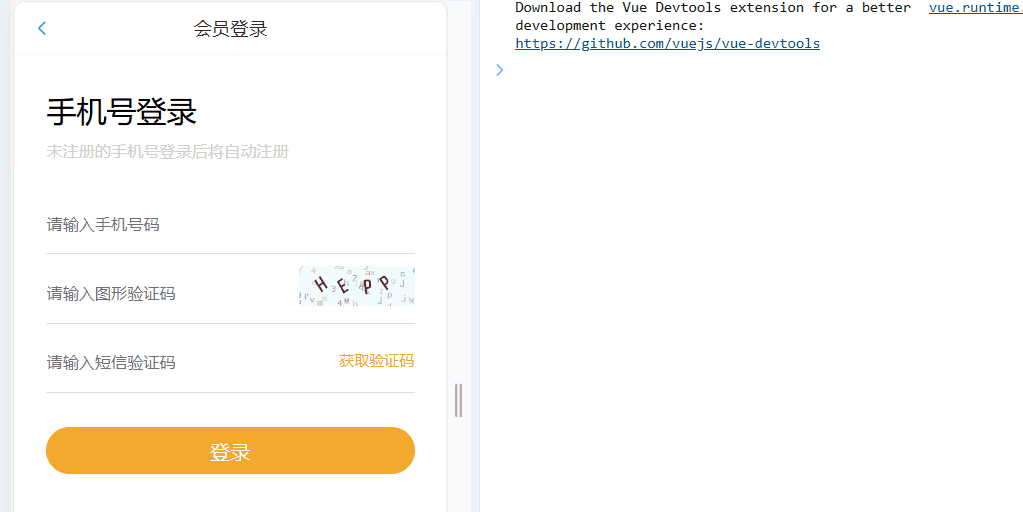 会员登录
手机号登录
未注册的手机号登录后将自动注册
请输入手机号码
请输入图形验证码
请输入短信验证码 获取验证码
登录
Download the Vue Devtools extension for a better vue.runtime
development experience:
https://github.com/vuejs/vue-devtools